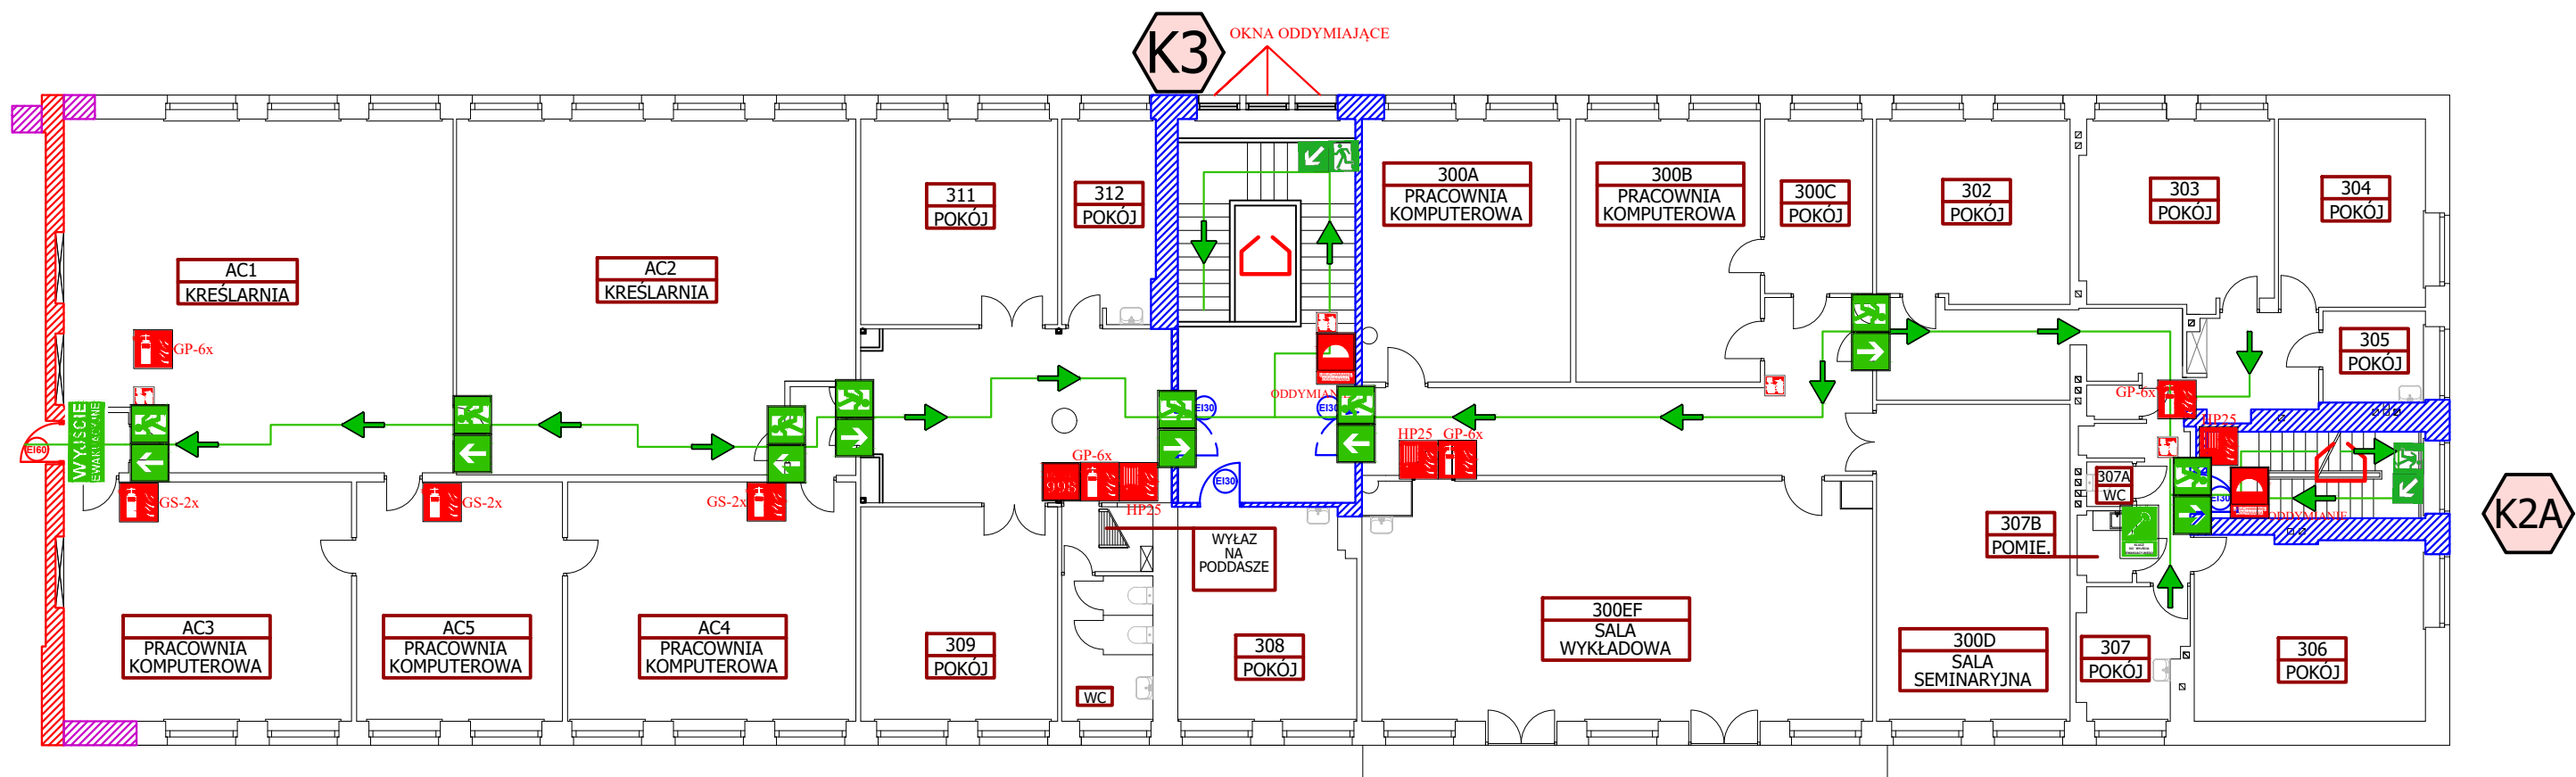 K3
OKNA ODDYMIAJĄCE
AC1
KREŚLARNIA
AC2
KREŚLARNIA
311
POKÓJ
312
POKÓJ
300A
PRACOWNIA
KOMPUTEROWA
300B
PRACOWNIA
KOMPUTEROWA
300C
POKÓJ
302
POKÓJ
303
POKÓJ
304
POKÓJ
305
POKÓJ
GP-6x
WYJŚCIE
EWAKUACYJNE
EI60
GS-2x
GS-2x
GS-2x
GP-6x
998
HP25
EI30
EI30
EI30
HP25
GP-6x
GP-6x
HP25
EI30
ODDYMIANIE
307A
WC
307B
POMIE.
K2A
WYŁAZ
NA
PODDASZE
AC3
PRACOWNIA
KOMPUTEROWA
AC5
PRACOWNIA
KOMPUTEROWA
AC4
PRACOWNIA
KOMPUTEROWA
309
POKÓJ
WC
308
POKÓJ
300EF
SALA
WYKŁADOWA
300D
SALA
SEMINARYJNA
307
POKÓJ
306
POKÓJ